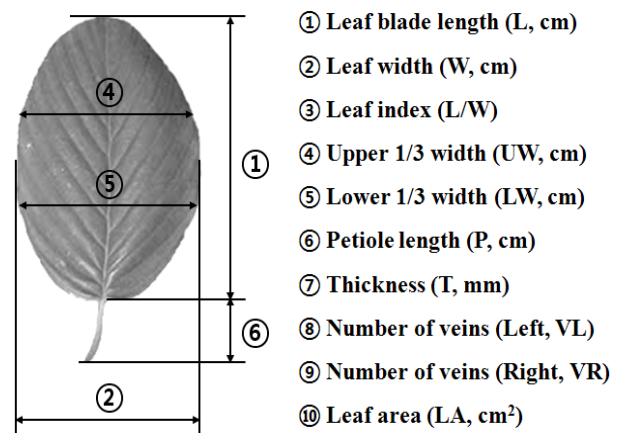 ① Leaf blade length (L, cm)
② Leaf width (W, cm)
③ Leaf index (L/W)
④ Upper 1/3 width (UW, cm)
⑤ Lower 1/3 width (LW, cm)
⑥ Petiole length (P, cm)
⑦ Thickness (T, mm)
⑧ Number of veins (Left, VL)
⑨ Number of veins (Right, VR)
⑩ Leaf area (LA, cm²)
④
①
⑤
⑥
②